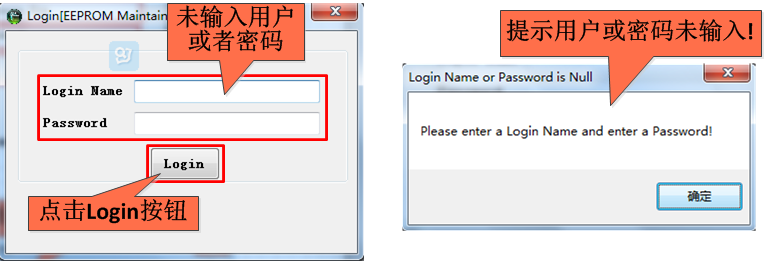 Login[EEPROM Maintain
未输入用户
或者密码
Login Name
Password
Login
点击Login按钮
提示用户或密码未输入!
Login Name or Password is Null
Please enter a Login Name and enter a Password!
确定